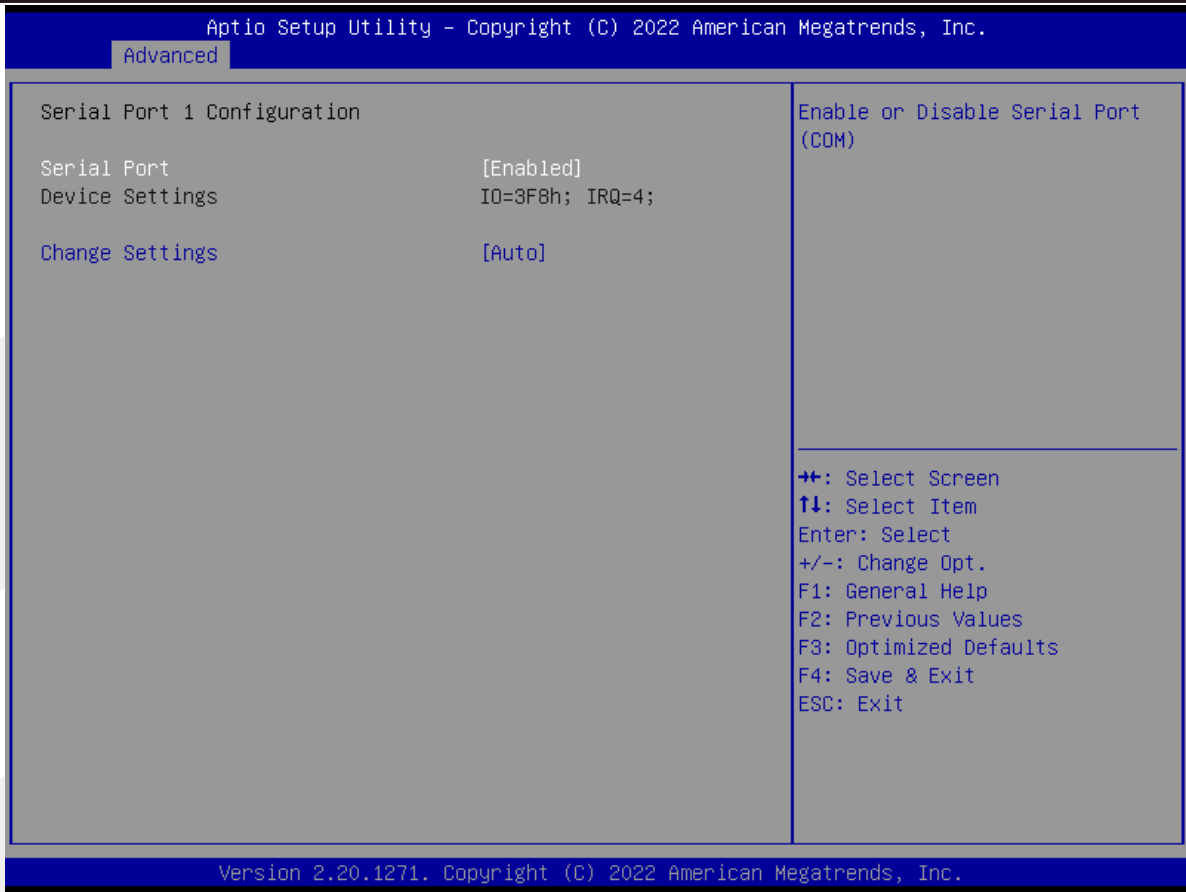 Aptio Setup Utility – Copyright (C) 2022 American Megatrends, Inc.
Advanced
Serial Port 1 Configuration
Serial Port [Enabled]
Device Settings IO=3F8h; IRQ=4;
Change Settings [Auto]
Enable or Disable Serial Port
(COM)
→←: Select Screen
↑↓: Select Item
Enter: Select
+/-: Change Opt.
F1: General Help
F2: Previous Values
F3: Optimized Defaults
F4: Save & Exit
ESC: Exit
Version 2.20.1271. Copyright (C) 2022 American Megatrends, Inc.